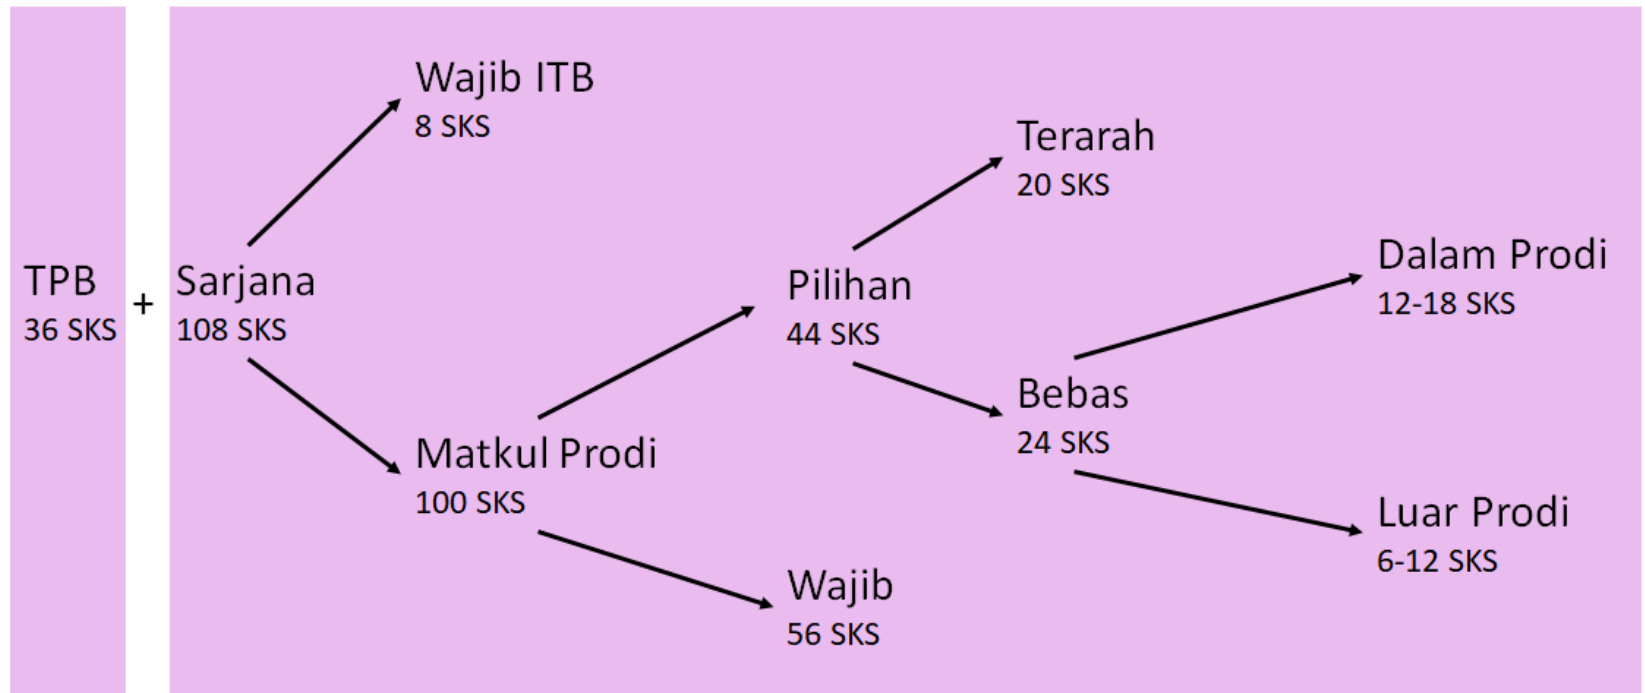 TPB
36 SKS
+
Sarjana
108 SKS
Wajib ITB
8 SKS
Matkul Prodi
100 SKS
Pilihan
44 SKS
Wajib
56 SKS
Terarah
20 SKS
Bebas
24 SKS
Dalam Prodi
12-18 SKS
Luar Prodi
6-12 SKS